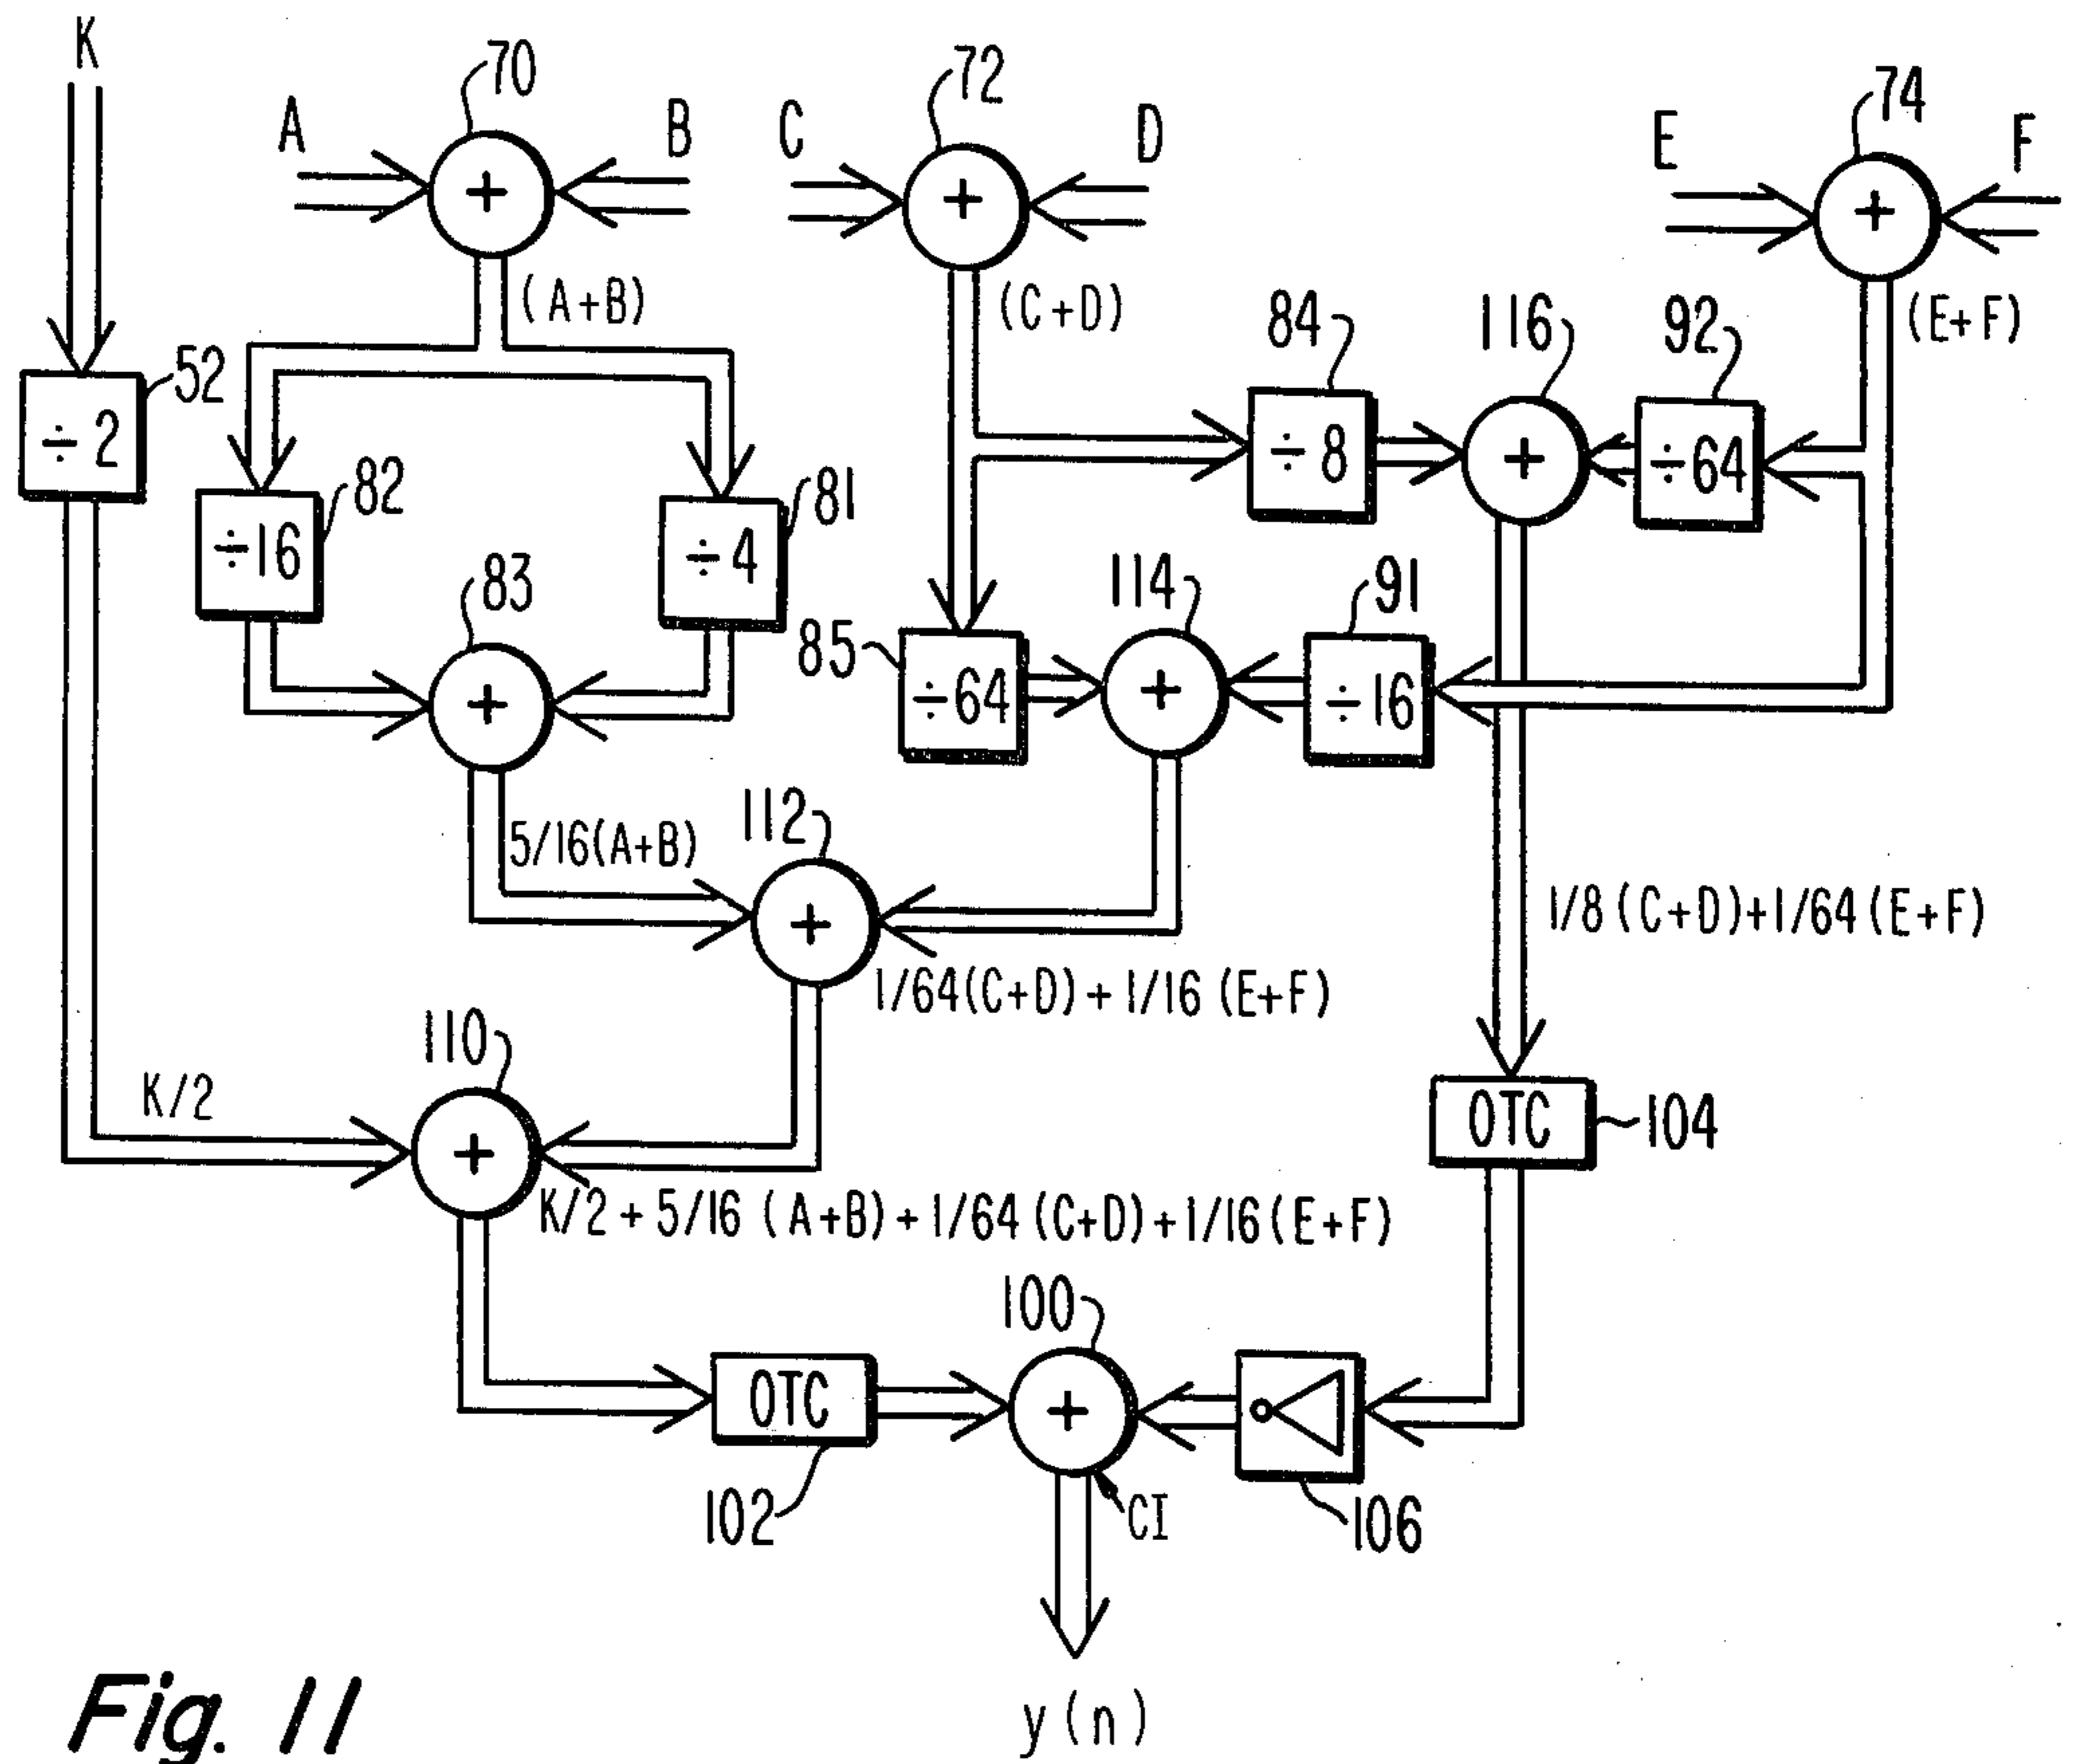 K
70
72
74
A
B
C
D
E
F
+
+
+
(A+B)
(C+D)
(E+F)
84
116
92
52
÷2
÷8
+
÷64
82
81
÷16
÷4
83
114
91
85
+
÷64
+
÷16
112
5/16(A+B)
+
1/8(C+D)+1/64(E+F)
1/64(C+D)+1/16(E+F)
110
K/2
+
OTC
104
K/2+5/16(A+B)+1/64(C+D)+1/16(E+F)
100
OTC
+
102
CI
106
y(n)
Fig. 11